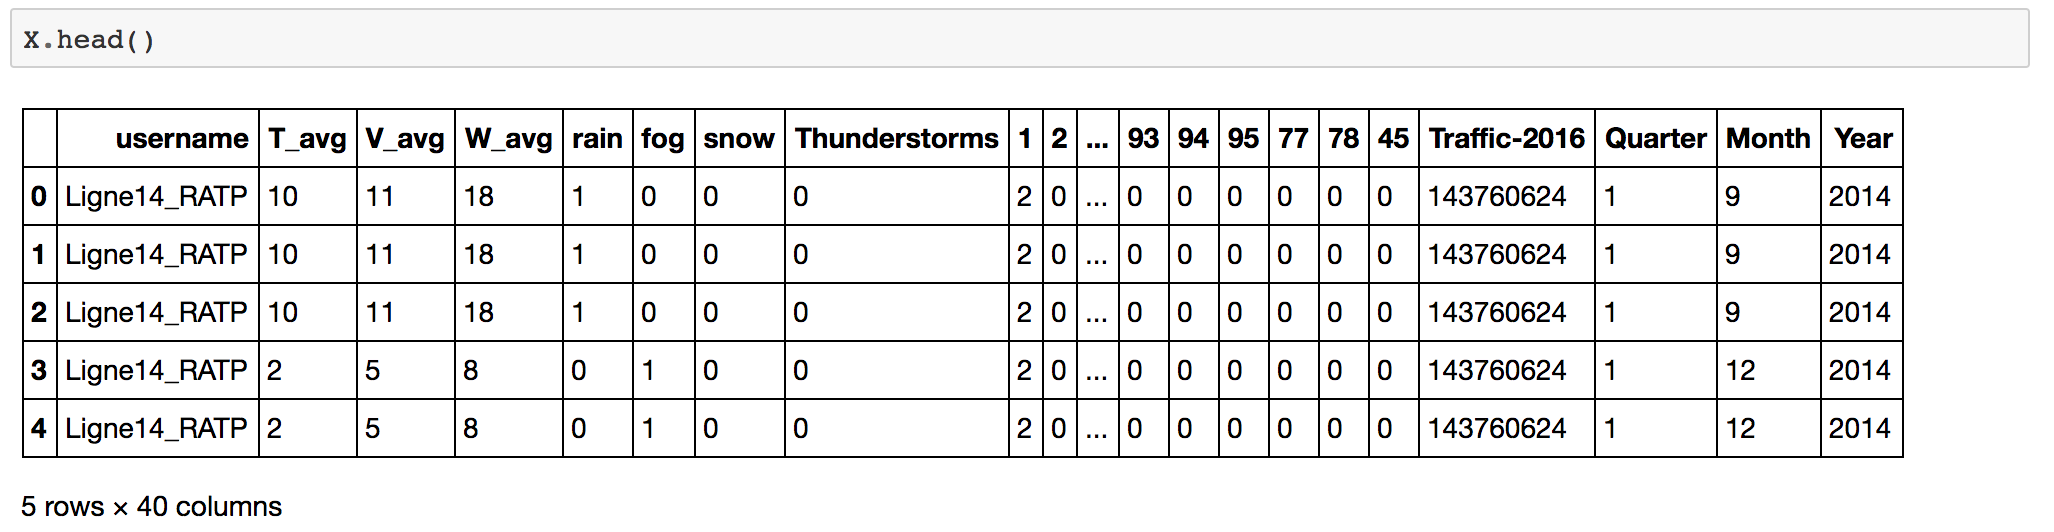 X.head()
username T_avg V_avg W_avg rain fog snow Thunderstorms 1 2 ... 93 94 95 77 78 45 Traffic-2016 Quarter Month Year
0 Ligne14_RATP 10 11 18 1 0 0 0 2 0 ... 0 0 0 0 0 0 143760624 1 9 2014
1 Ligne14_RATP 10 11 18 1 0 0 0 2 0 ... 0 0 0 0 0 0 143760624 1 9 2014
2 Ligne14_RATP 10 11 18 1 0 0 0 2 0 ... 0 0 0 0 0 0 143760624 1 9 2014
3 Ligne14_RATP 2 5 8 0 1 0 0 2 0 ... 0 0 0 0 0 0 143760624 1 12 2014
4 Ligne14_RATP 2 5 8 0 1 0 0 2 0 ... 0 0 0 0 0 0 143760624 1 12 2014
5 rows × 40 columns